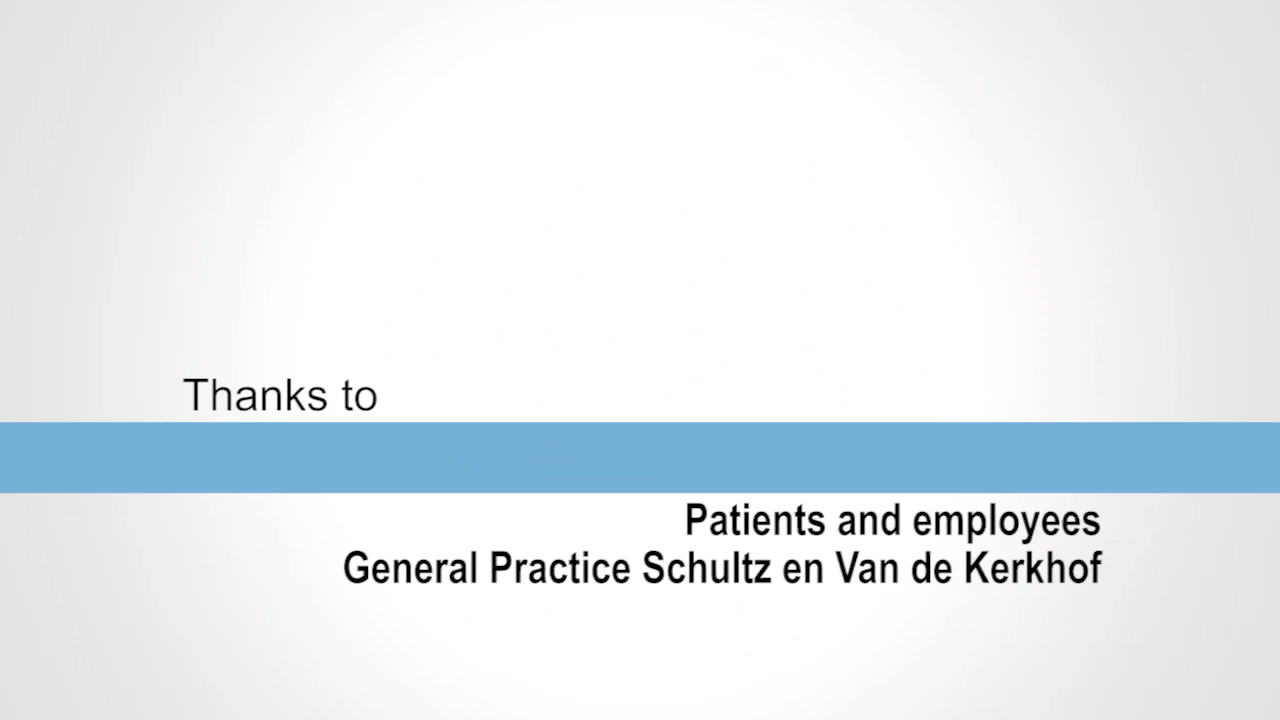 Thanks to
Patients and employees
General Practice Schultz en Van de Kerkhof